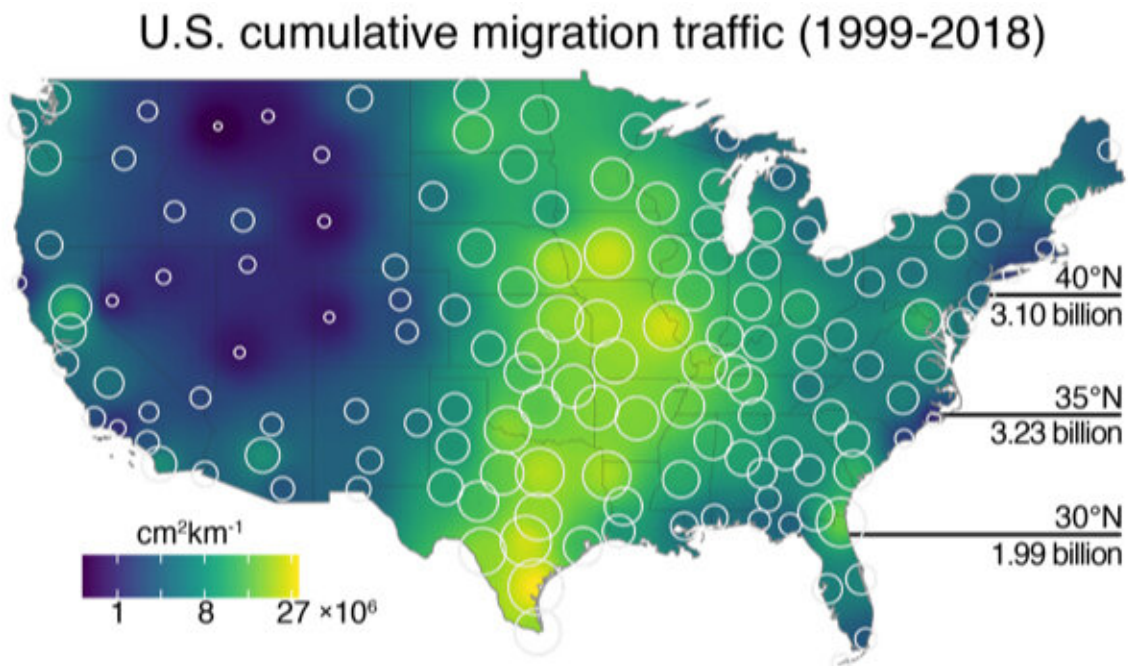 U.S. cumulative migration traffic (1999-2018)
40°N
3.10 billion
35°N
3.23 billion
30°N
1.99 billion
cm²km⁻¹
1 8 27 ×10⁶